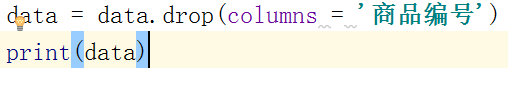 data = data.drop(columns = '商品编号')
print(data)